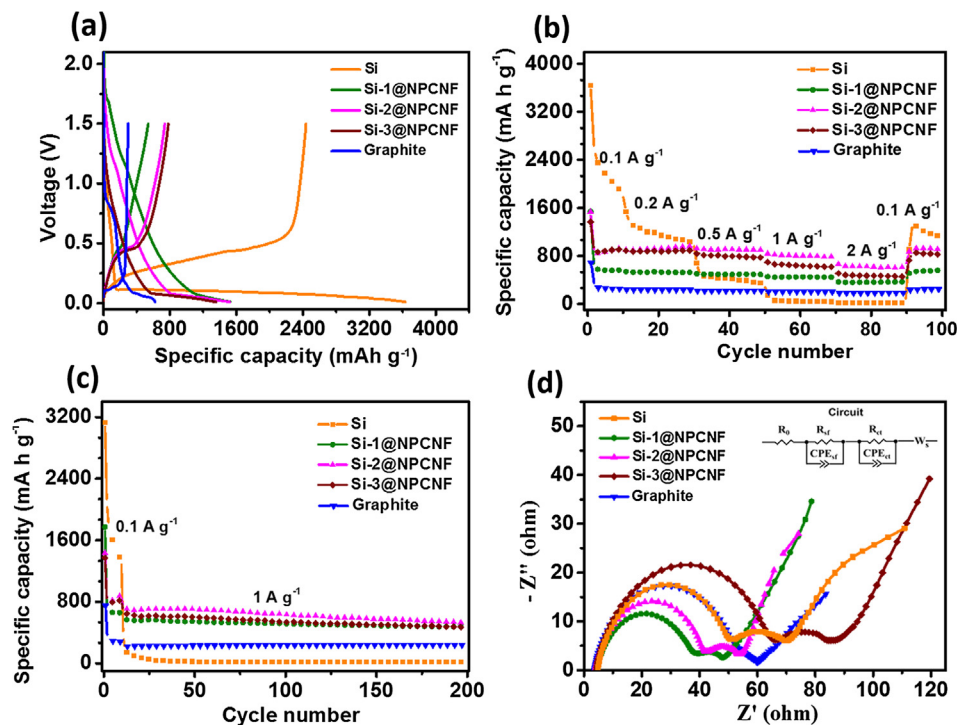 (a)
2.0
1.5
1.0
0.5
0.0
Voltage (V)
0 800 1600 2400 3200 4000
Specific capacity (mAh g⁻¹)
Si
Si-1@NPCNF
Si-2@NPCNF
Si-3@NPCNF
Graphite
(b)
4000
3200
2400
1600
800
0
Specific capacity (mA h g⁻¹)
0 20 40 60 80 100
Cycle number
Si
Si-1@NPCNF
Si-2@NPCNF
Si-3@NPCNF
Graphite
0.1 A g⁻¹
0.2 A g⁻¹
0.5 A g⁻¹
1 A g⁻¹
2 A g⁻¹
0.1 A g⁻¹
(c)
3200
2400
1600
800
0
Specific capacity (mA h g⁻¹)
0 50 100 150 200
Cycle number
Si
Si-1@NPCNF
Si-2@NPCNF
Si-3@NPCNF
Graphite
0.1 A g⁻¹
1 A g⁻¹
(d)
50
40
30
20
10
0
- Z'' (ohm)
0 20 40 60 80 100 120
Z' (ohm)
Si
Si-1@NPCNF
Si-2@NPCNF
Si-3@NPCNF
Graphite
Circuit
R₀ R_sf R_ct W_s
CPE_sf CPE_ct